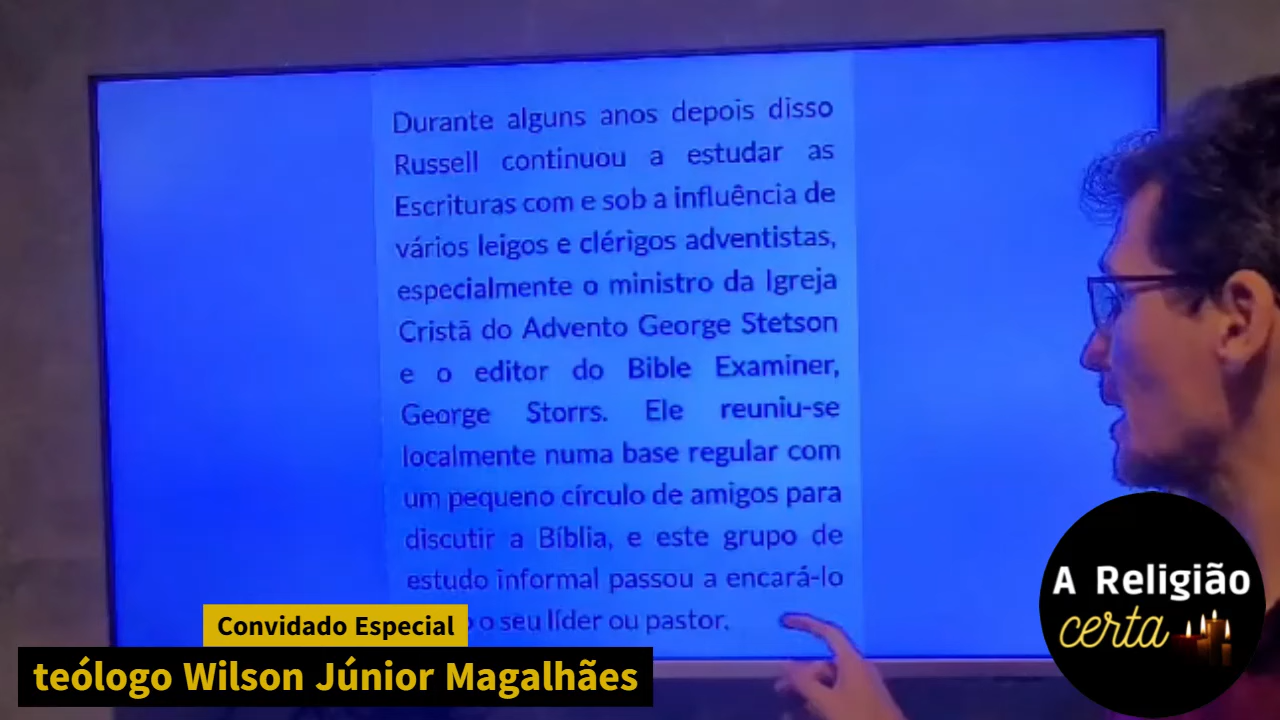 Durante alguns anos depois disso
Russell continuou a estudar as
Escrituras com e sob a influência de
vários leigos e clérigos adventistas,
especialmente o ministro da Igreja
Cristã do Advento George Stetson
e o editor do Bible Examiner,
George Storrs. Ele reuniu-se
localmente numa base regular com
um pequeno círculo de amigos para
discutir a Bíblia, e este grupo de
estudo informal passou a encará-lo
o seu líder ou pastor.
Convidado Especial
teólogo Wilson Júnior Magalhães
A Religião
certa